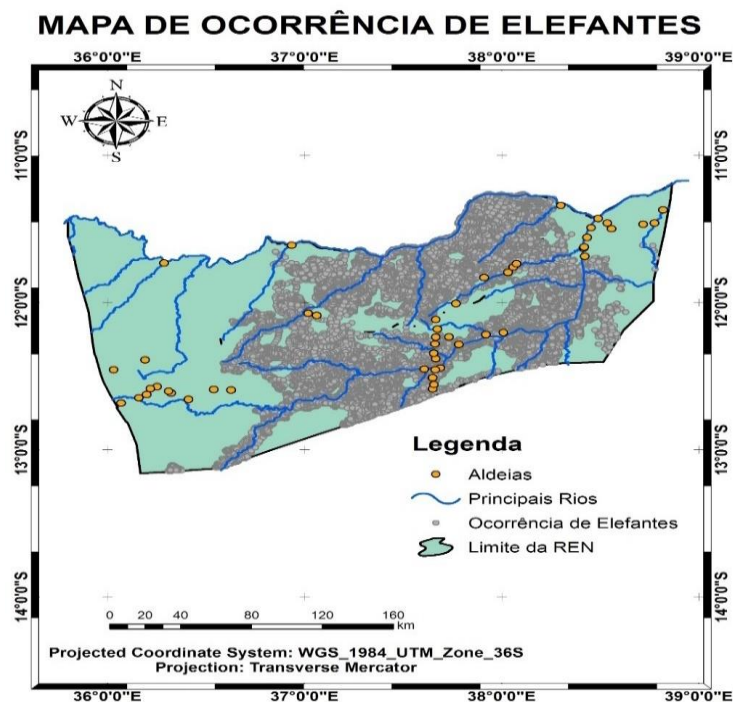 MAPA DE OCORRÊNCIA DE ELEFANTES
36°0'0"E 37°0'0"E 38°0'0"E 39°0'0"E
N
W E
S
11°0'0"S 11°0'0"S
12°0'0"S 12°0'0"S
13°0'0"S 13°0'0"S
14°0'0"S 14°0'0"S
Legenda
Aldeias
Principais Rios
Ocorrência de Elefantes
Limite da REN
0 20 40 80 120 160
km
Projected Coordinate System: WGS_1984_UTM_Zone_36S
Projection: Transverse Mercator
36°0'0"E 37°0'0"E 38°0'0"E 39°0'0"E